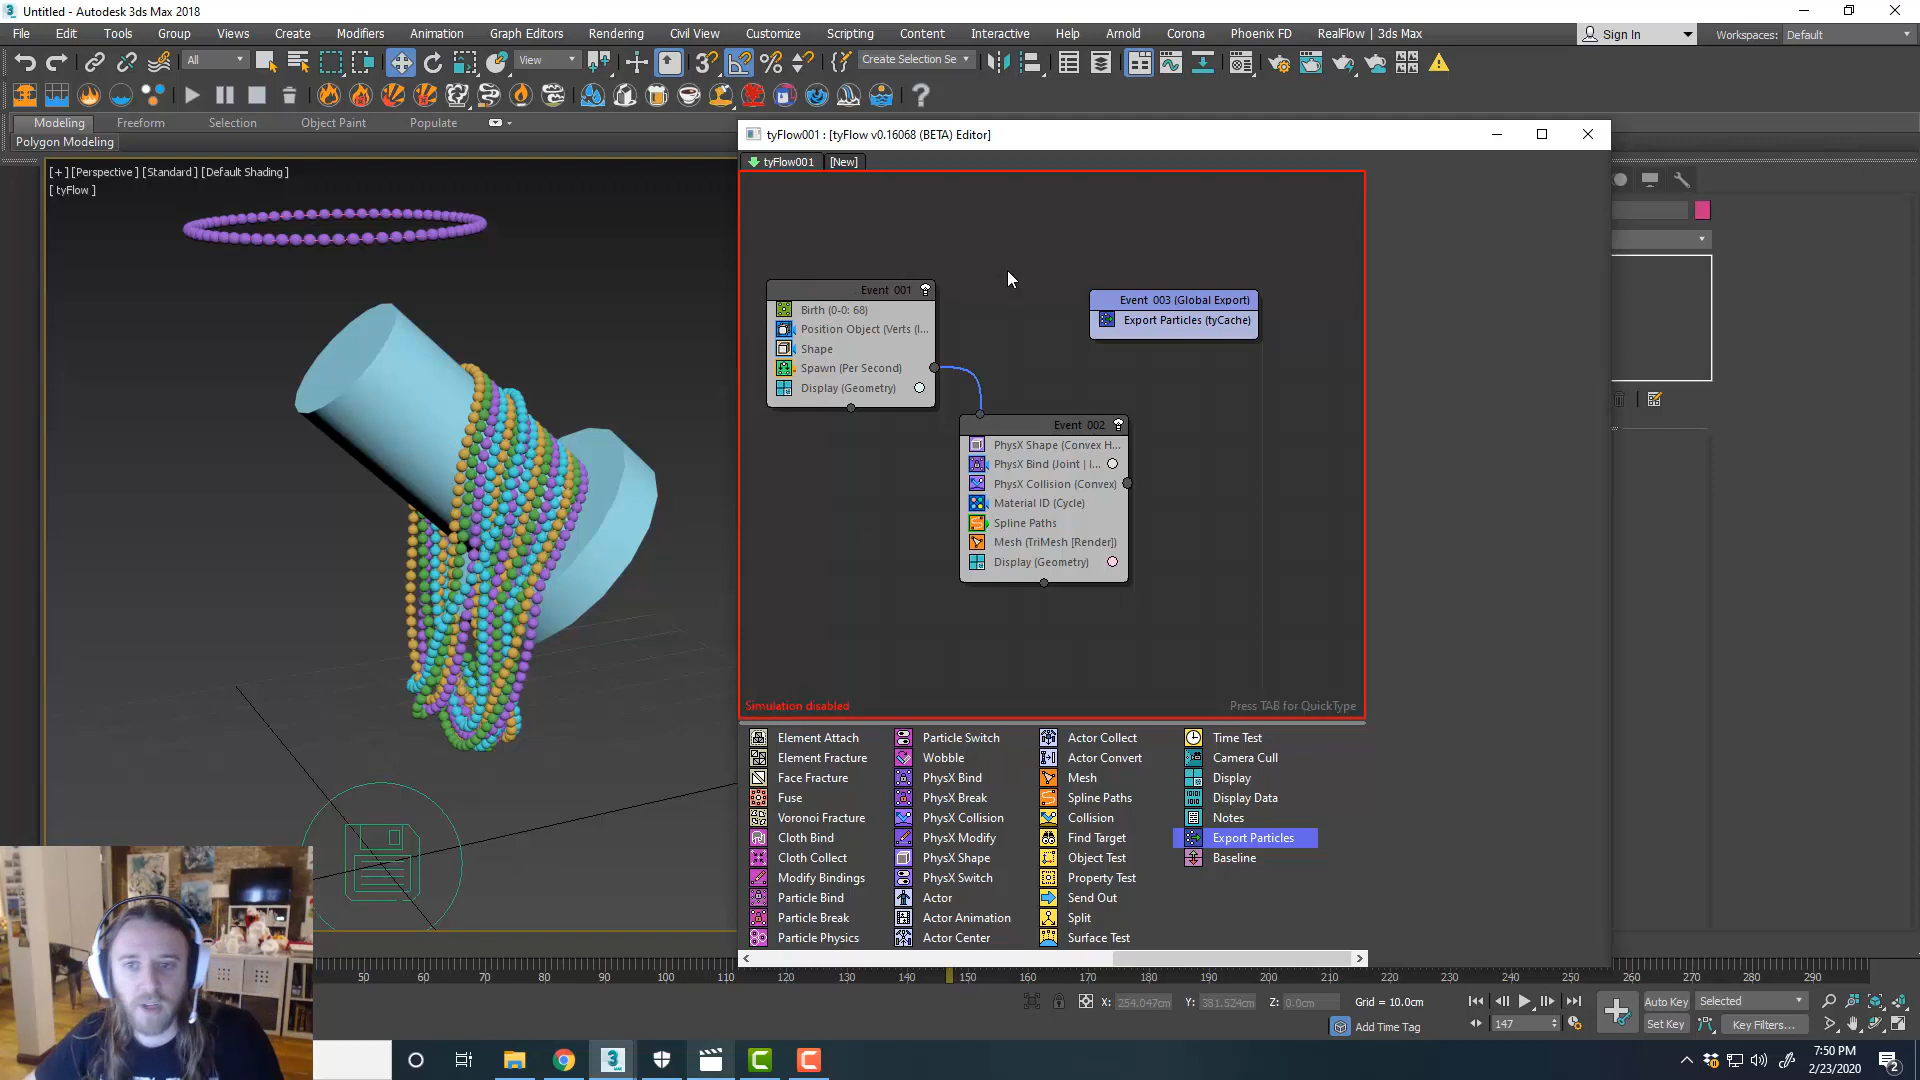 Untitled - Autodesk 3ds Max 2018
File Edit Tools Group Views Create Modifiers Animation Graph Editors Rendering Civil View Customize Scripting Content Interactive Help Arnold Corona Phoenix FD RealFlow | 3ds Max Sign In Workspaces: Default
All View Create Selection Se
Modeling Freeform Selection Object Paint Populate
Polygon Modeling
[+] [Perspective] [Standard] [Default Shading]
[ tyFlow ]
tyFlow001 : [tyFlow v0.16068 (BETA) Editor]
tyFlow001 [New]
Event 001
Birth (0-0: 68)
Position Object (Verts (I...
Shape
Spawn (Per Second)
Display (Geometry)
Event 003 (Global Export)
Export Particles (tyCache)
Event 002
PhysX Shape (Convex H...
PhysX Bind (Joint | I...
PhysX Collision (Convex)
Material ID (Cycle)
Spline Paths
Mesh (TriMesh [Render])
Display (Geometry)
Simulation disabled Press TAB for QuickType
Element Attach Particle Switch Actor Collect Time Test
Element Fracture Wobble Actor Convert Camera Cull
Face Fracture PhysX Bind Mesh Display
Fuse PhysX Break Spline Paths Display Data
Voronoi Fracture PhysX Collision Collision Notes
Cloth Bind PhysX Modify Find Target Export Particles
Cloth Collect PhysX Shape Object Test Baseline
Modify Bindings PhysX Switch Property Test
Particle Bind Actor Send Out
Particle Break Actor Animation Split
Particle Physics Actor Center Surface Test
50 60 70 80 90 100 110 120 130 140 150 160 170 180 190 200 210 220 230 240 250 260 270 280 290
X: 254.047cm Y: 381.524cm Z: 0.0cm Grid = 10.0cm Auto Key Selected
Add Time Tag 147 Set Key Key Filters...
7:50 PM
2/23/2020
2